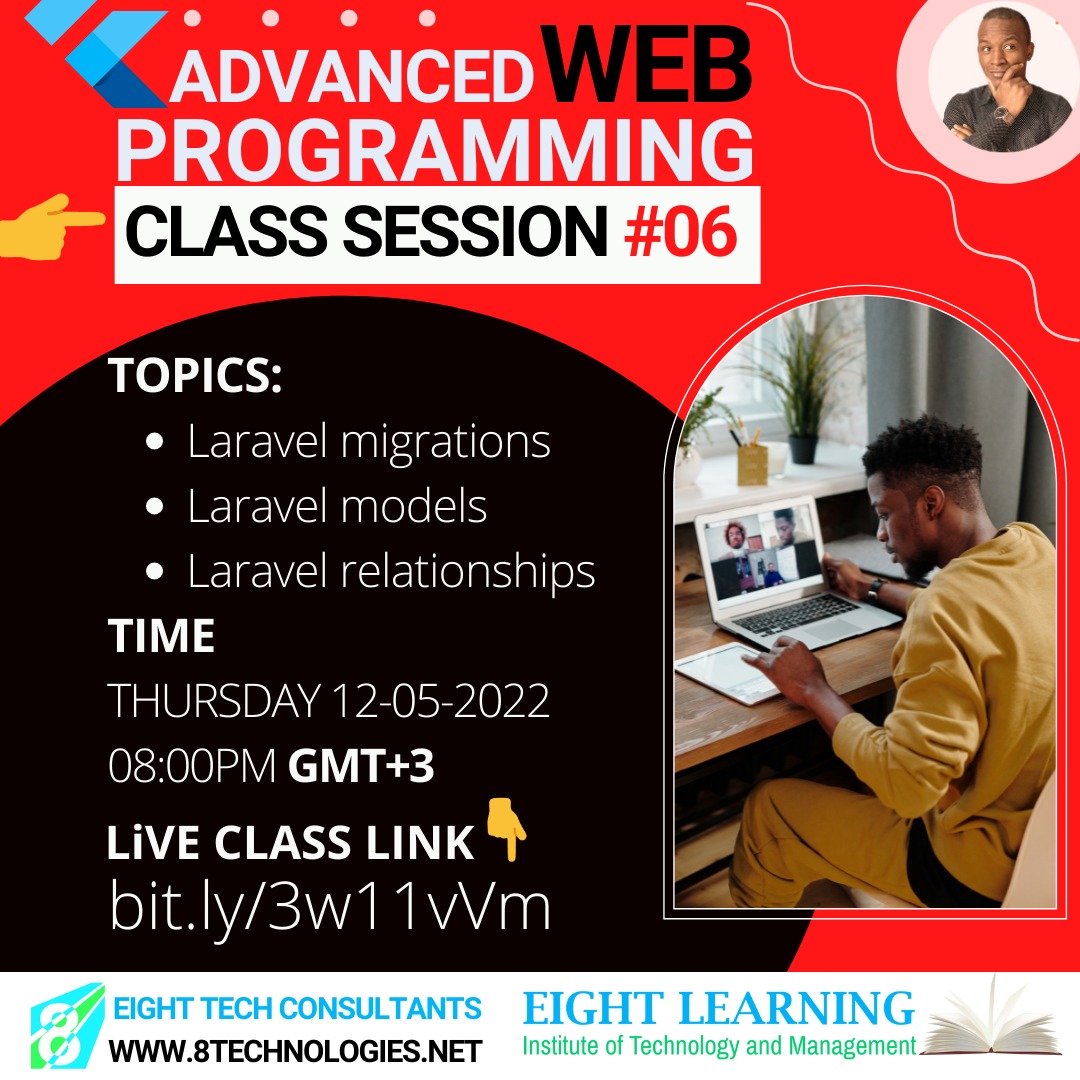 ADVANCED WEB
PROGRAMMING
CLASS SESSION #06
TOPICS:
Laravel migrations
Laravel models
Laravel relationships
TIME
THURSDAY 12-05-2022
08:00PM GMT+3
LiVE CLASS LINK
bit.ly/3w11vVm
8
EIGHT TECH CONSULTANTS
WWW.8TECHNOLOGIES.NET
EIGHT LEARNING
Institute of Technology and Management